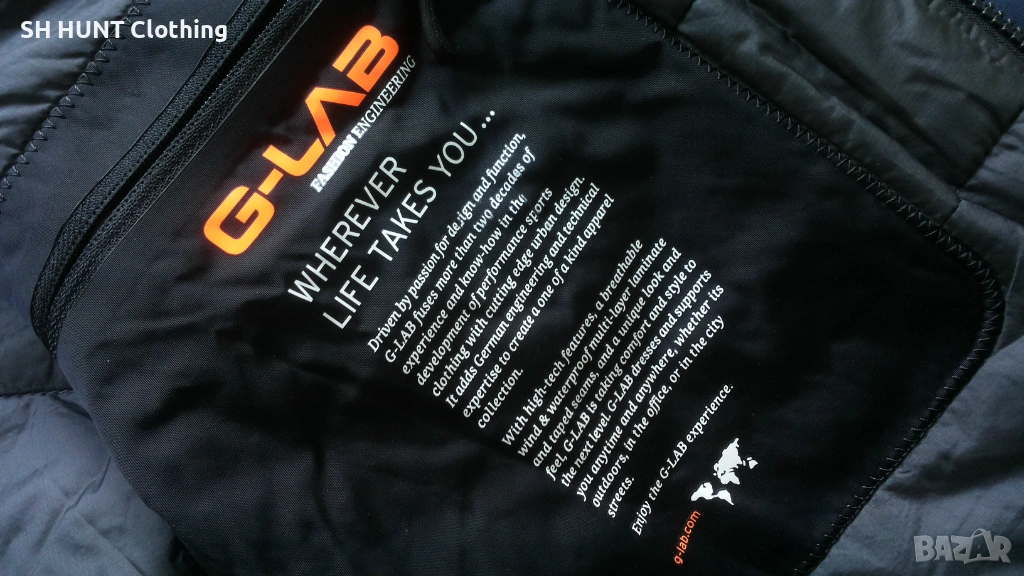 SH HUNT Clothing
G-LAB
FASHION ENGINEERING
WHEREVER
LIFE TAKES YOU ...
Driven by passion for design and function,
G-LAB fuses more than two decades of
experience and know-how in the
development of performance sports
clothing with cutting edge urban design.
It adds German engineering and technical
expertise to create a one of a kind apparel
collection.
With high-tech features, a breathable
wind & waterproof multi-layer laminate
and taped seams, and a unique look and
feel, G-LAB is taking comfort and style to
the next level. G-LAB dresses and supports
you anytime and anywhere, whether its
outdoors, in the office, or in the city
streets.
Enjoy the G-LAB experience.
g-lab.com
BAZAR